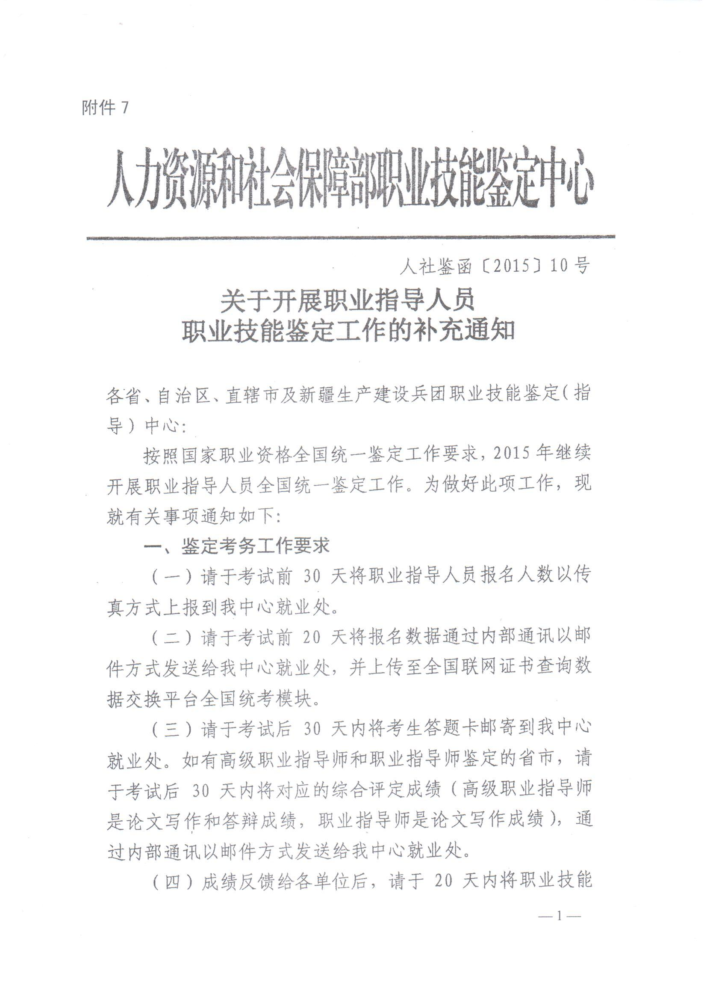 附件 7
人力资源和社会保障部职业技能鉴定中心
人社鉴函〔2015〕10 号
关于开展职业指导人员
职业技能鉴定工作的补充通知
各省、自治区、直辖市及新疆生产建设兵团职业技能鉴定(指
导)中心:
按照国家职业资格全国统一鉴定工作要求,2015 年继续
开展职业指导人员全国统一鉴定工作。为做好此项工作,现
就有关事项通知如下:
一、鉴定考务工作要求
(一)请于考试前 30 天将职业指导人员报名人数以传
真方式上报到我中心就业处。
(二)请于考试前 20 天将报名数据通过内部通讯以邮
件方式发送给我中心就业处,并上传至全国联网证书查询数
据交换平台全国统考模块。
(三)请于考试后 30 天内将考生答题卡邮寄到我中心
就业处。如有高级职业指导师和职业指导师鉴定的省市,请
于考试后 30 天内将对应的综合评定成绩(高级职业指导师
是论文写作和答辩成绩,职业指导师是论文写作成绩),通
过内部通讯以邮件方式发送给我中心就业处。
(四)成绩反馈给各单位后,请于 20 天内将职业技能
— 1 —